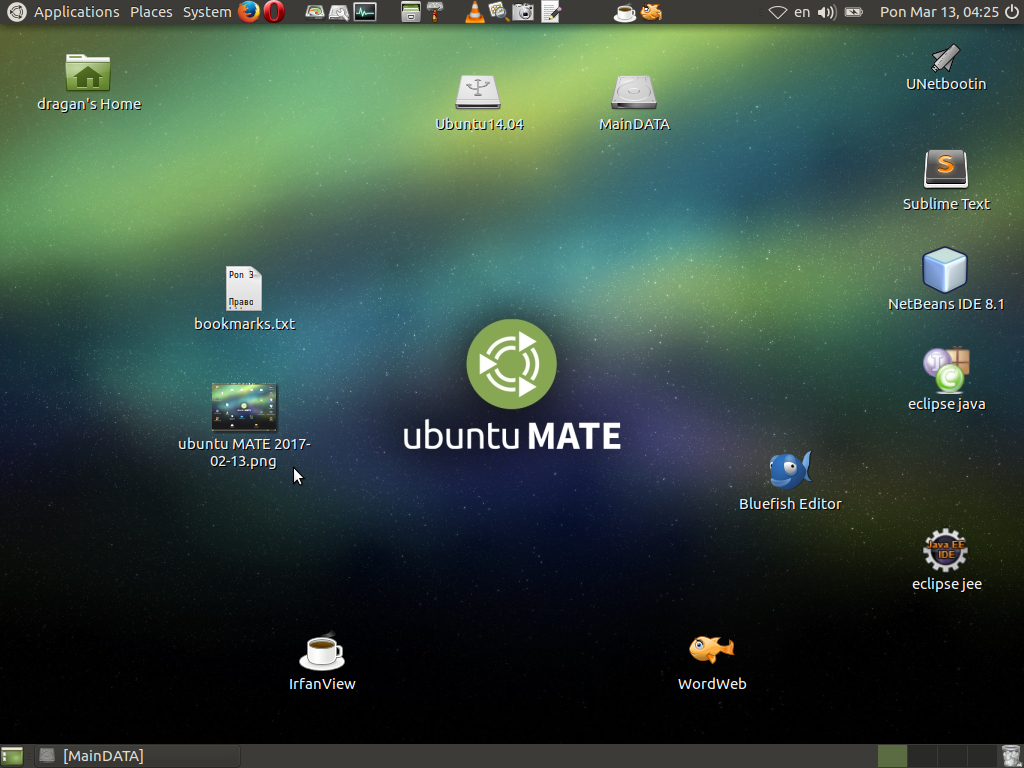 Applications Places System en Pon Mar 13, 04:25
dragan's Home
Ubuntu14.04
MainDATA
UNetbootin
S
Sublime Text
Pon 3
Право
bookmarks.txt
NetBeans IDE 8.1
J
C
eclipse java
ubuntu MATE
ubuntu MATE 2017-
02-13.png
Bluefish Editor
Java EE
IDE
eclipse jee
IrfanView
WordWeb
[MainDATA]